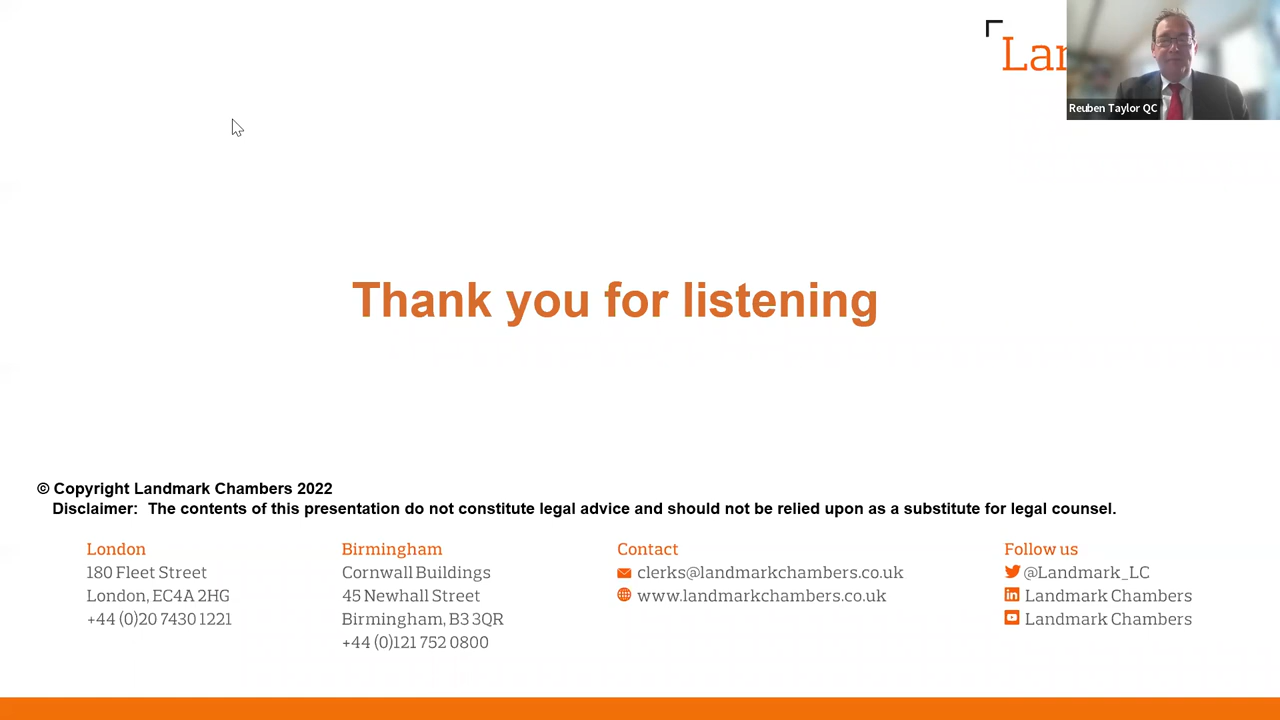 Lan
Reuben Taylor QC
Thank you for listening
© Copyright Landmark Chambers 2022
Disclaimer: The contents of this presentation do not constitute legal advice and should not be relied upon as a substitute for legal counsel.
London
180 Fleet Street
London, EC4A 2HG
+44 (0)20 7430 1221
Birmingham
Cornwall Buildings
45 Newhall Street
Birmingham, B3 3QR
+44 (0)121 752 0800
Contact
clerks@landmarkchambers.co.uk
www.landmarkchambers.co.uk
Follow us
@Landmark_LC
Landmark Chambers
Landmark Chambers